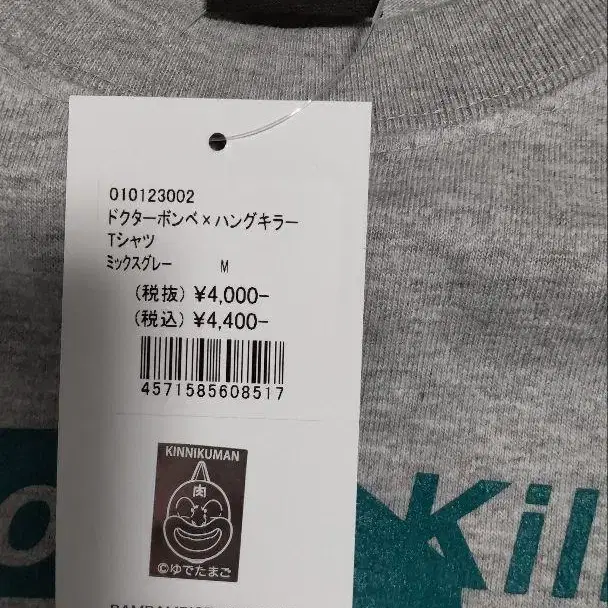 010123002
ドクターボンベ×ハングキラー
Tシャツ
ミックスグレー M
(税抜) ¥4,000-
(税込) ¥4,400-
4571585608517
KINNIKUMAN
肉
©ゆでたまご
Kil